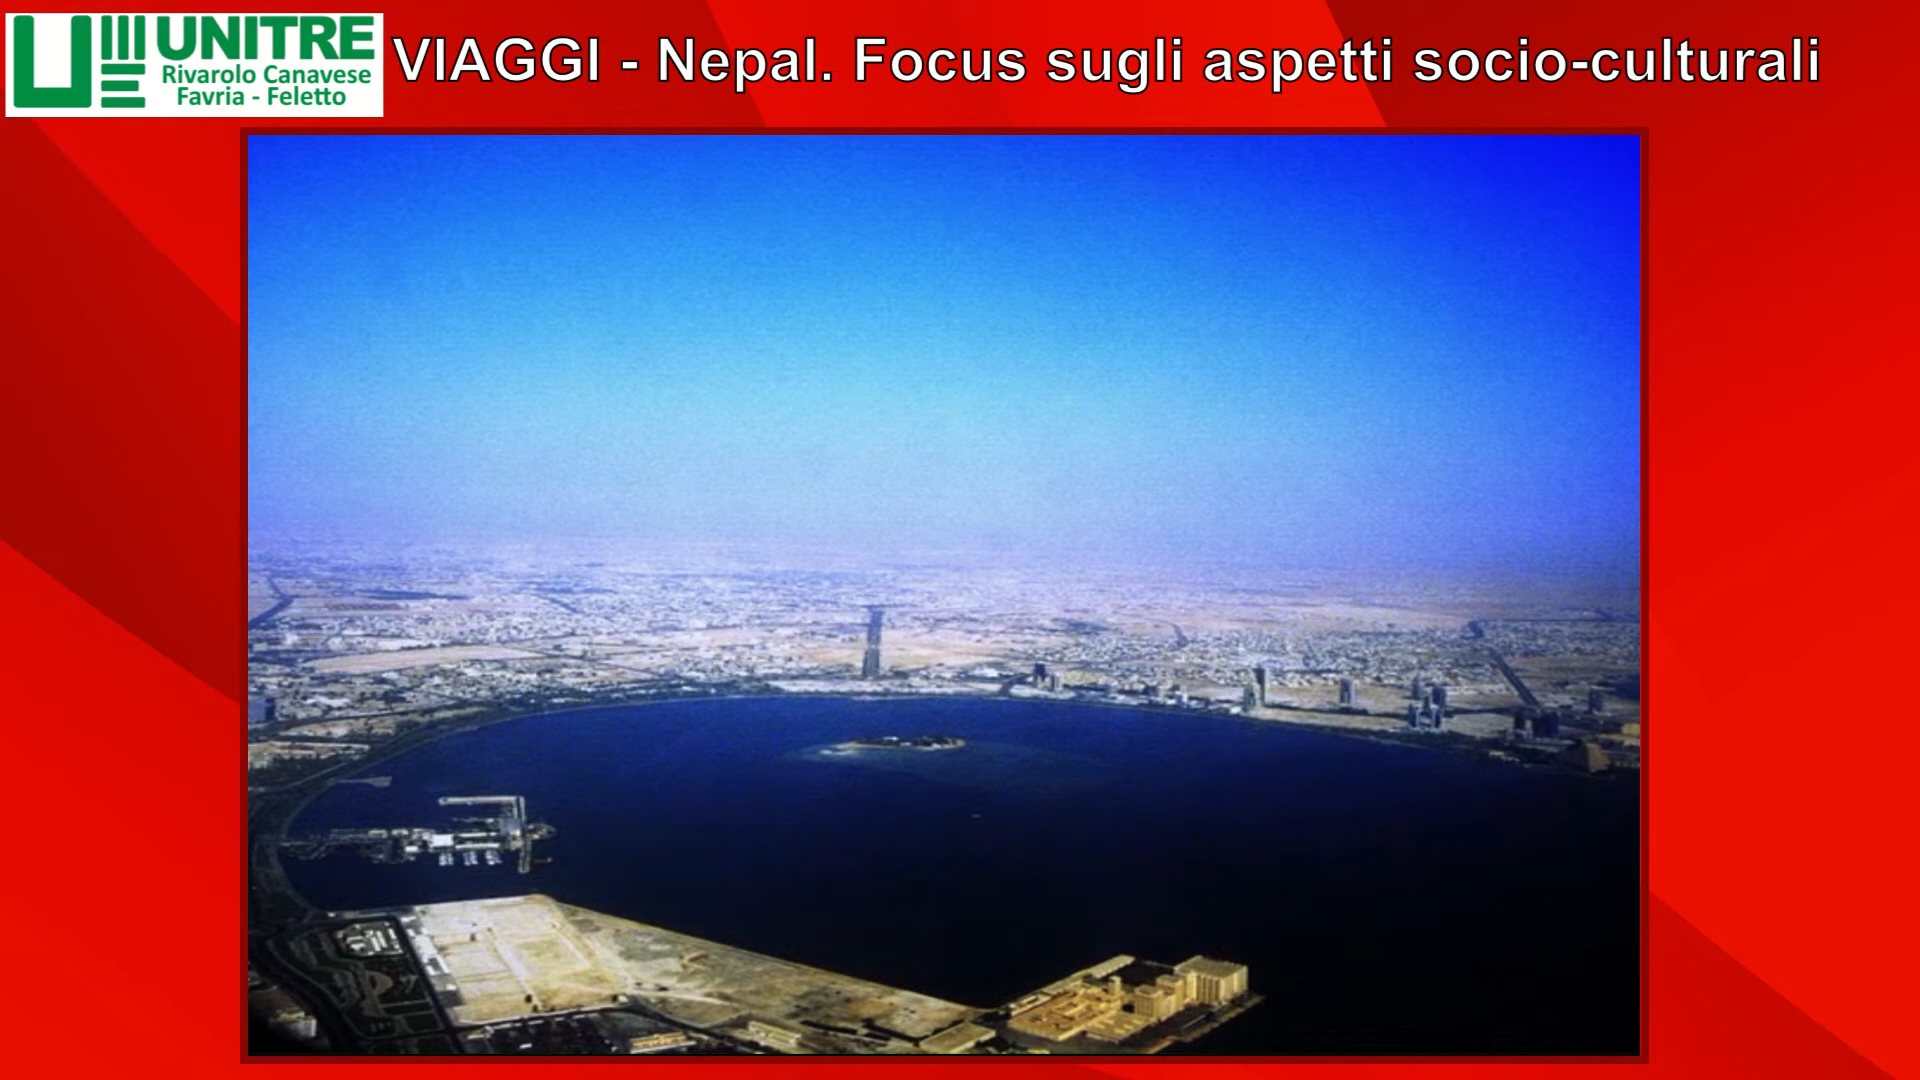 UNITRE
Rivarolo Canavese
Favria - Feletto
VIAGGI - Nepal. Focus sugli aspetti socio-culturali